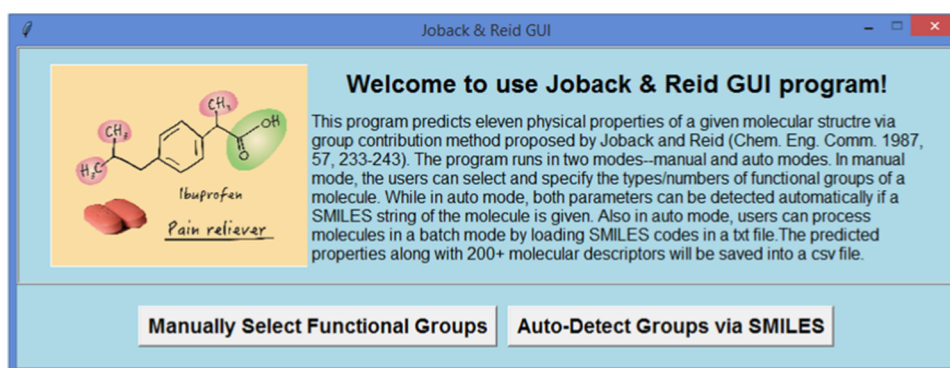 Joback & Reid GUI
CH3
CH3
H3C
OH
O
Ibuprofen
Pain reliever
Welcome to use Joback & Reid GUI program!
This program predicts eleven physical properties of a given molecular structre via
group contribution method proposed by Joback and Reid (Chem. Eng. Comm. 1987,
57, 233-243). The program runs in two modes--manual and auto modes. In manual
mode, the users can select and specify the types/numbers of functional groups of a
molecule. While in auto mode, both parameters can be detected automatically if a
SMILES string of the molecule is given. Also in auto mode, users can process
molecules in a batch mode by loading SMILES codes in a txt file.The predicted
properties along with 200+ molecular descriptors will be saved into a csv file.
Manually Select Functional Groups
Auto-Detect Groups via SMILES